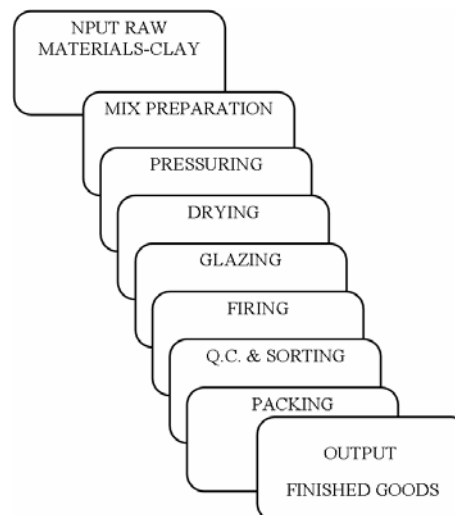 NPUT RAW
MATERIALS-CLAY
MIX PREPARATION
PRESSURING
DRYING
GLAZING
FIRING
Q.C. & SORTING
PACKING
OUTPUT
FINISHED GOODS